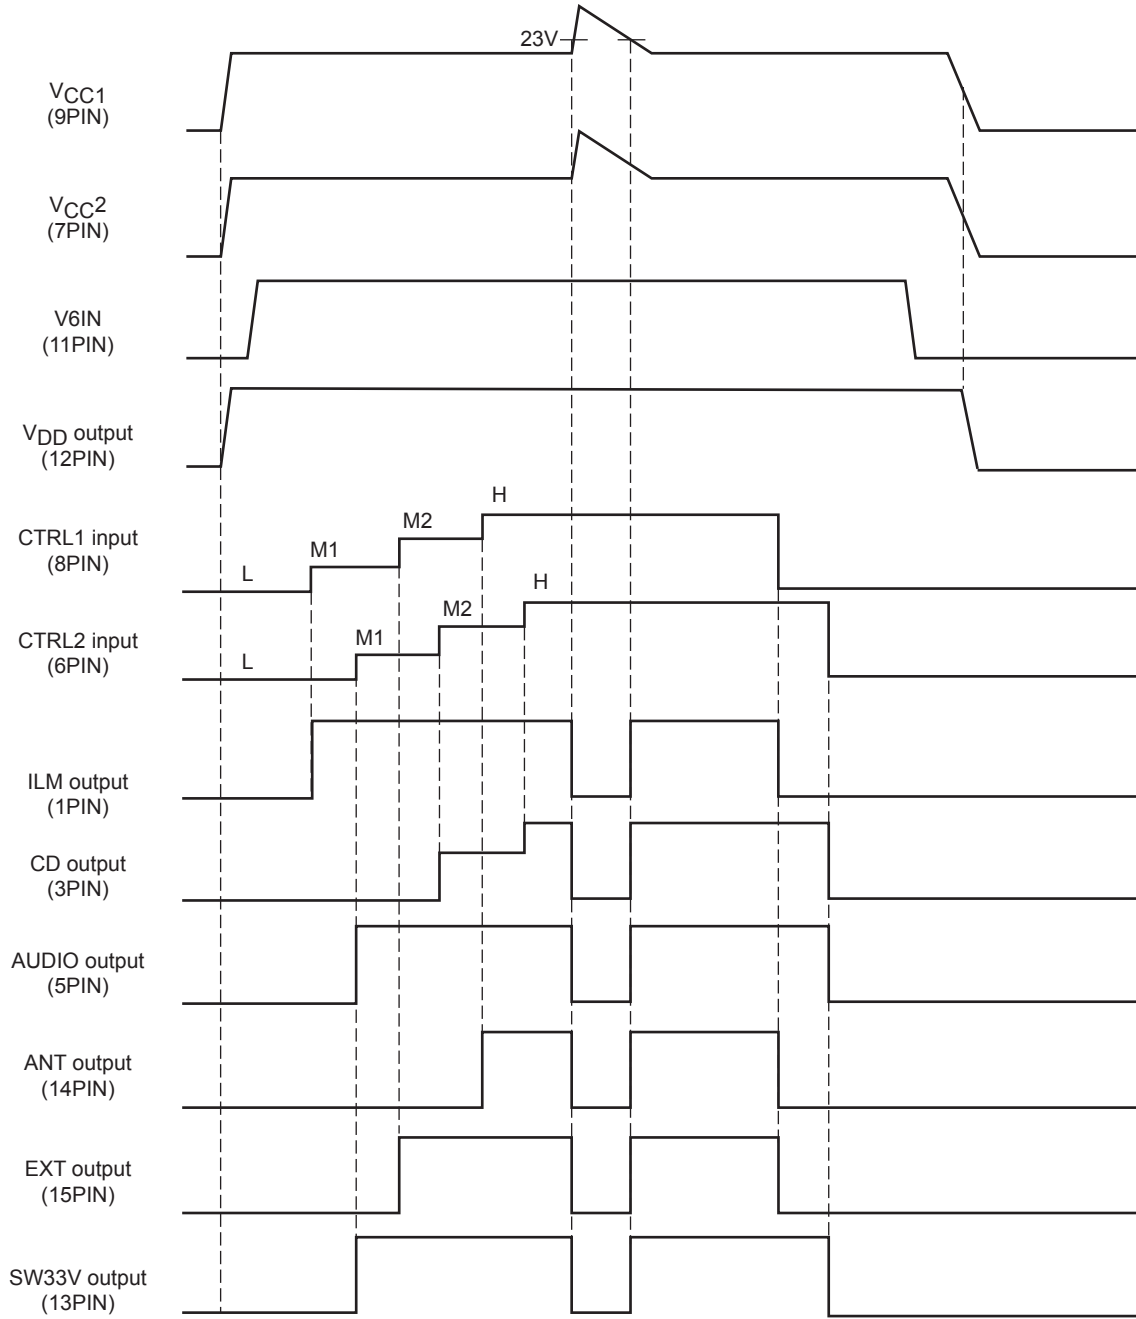 23V
VCC1
(9PIN)
VCC2
(7PIN)
V6IN
(11PIN)
VDD output
(12PIN)
H
M2
CTRL1 input
(8PIN)
M1
L
H
M2
CTRL2 input
(6PIN)
M1
L
ILM output
(1PIN)
CD output
(3PIN)
AUDIO output
(5PIN)
ANT output
(14PIN)
EXT output
(15PIN)
SW33V output
(13PIN)